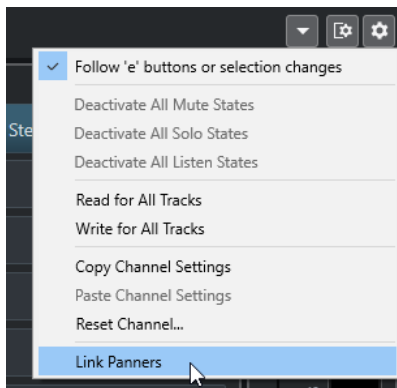 Follow 'e' buttons or selection changes
Deactivate All Mute States
Ste
Deactivate All Solo States
Deactivate All Listen States
Read for All Tracks
Write for All Tracks
Copy Channel Settings
Paste Channel Settings
Reset Channel...
Link Panners